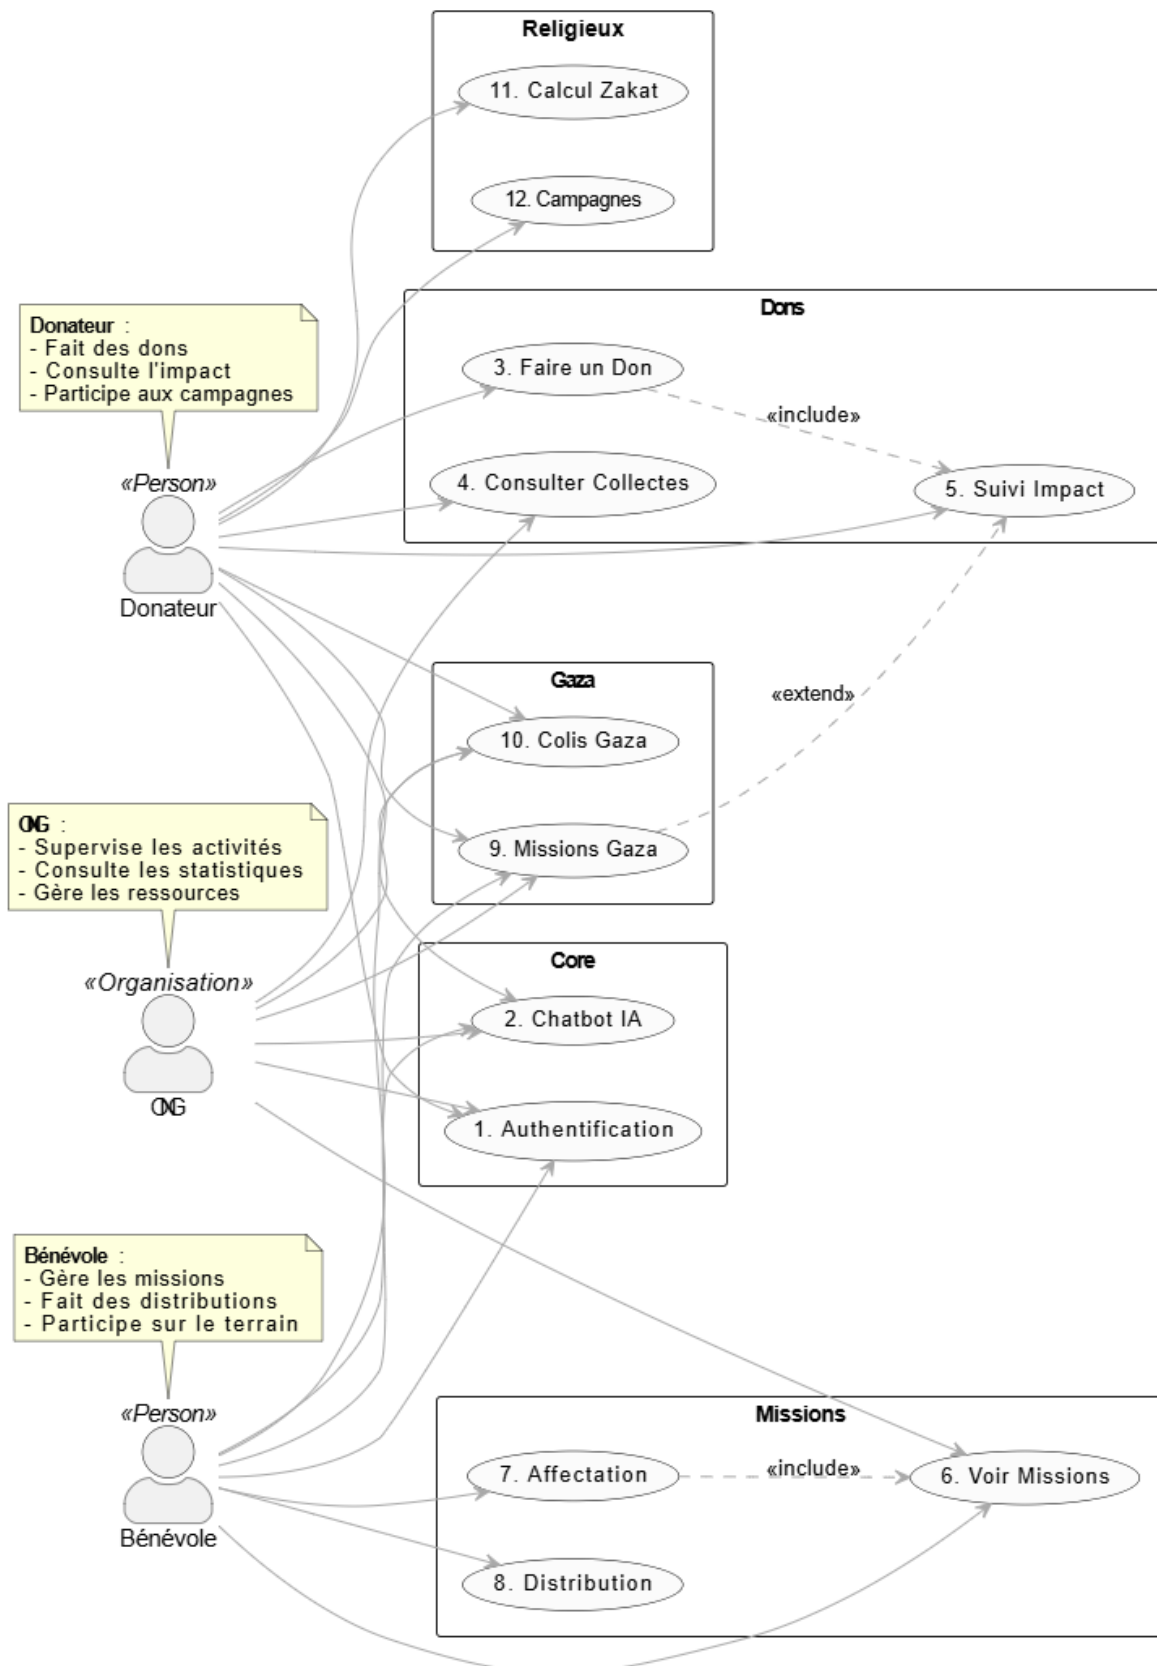 Religieux
11. Calcul Zakat
12. Campagnes
Donateur :
- Fait des dons
- Consulte l'impact
- Participe aux campagnes
«Person»
Donateur
Dons
3. Faire un Don
«include»
4. Consulter Collectes
5. Suivi Impact
Gaza
10. Colis Gaza
«extend»
9. Missions Gaza
ONG :
- Supervise les activités
- Consulte les statistiques
- Gère les ressources
«Organisation»
ONG
Core
2. Chatbot IA
1. Authentification
Bénévole :
- Gère les missions
- Fait des distributions
- Participe sur le terrain
«Person»
Bénévole
Missions
7. Affectation
«include»
6. Voir Missions
8. Distribution